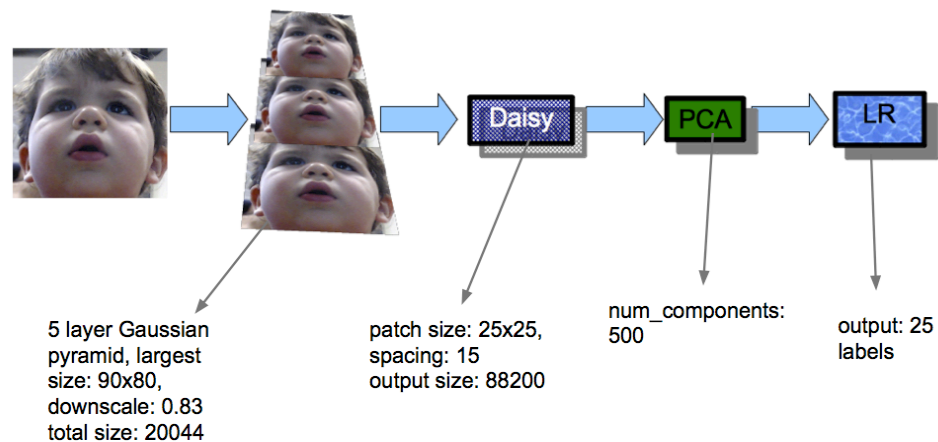 Daisy
PCA
LR
5 layer Gaussian
pyramid, largest
size: 90x80,
downscale: 0.83
total size: 20044
patch size: 25x25,
spacing: 15
output size: 88200
num_components:
500
output: 25
labels